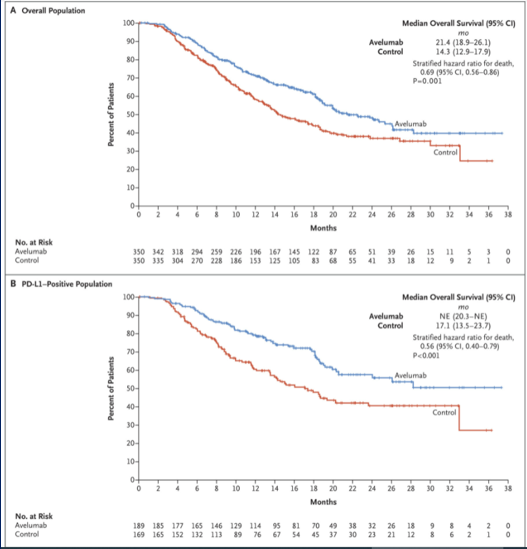 A Overall Population
Median Overall Survival (95% CI)
mo
Avelumab 21.4 (18.9–26.1)
Control 14.3 (12.9–17.9)
Stratified hazard ratio for death,
0.69 (95% CI, 0.56–0.86)
P=0.001
Percent of Patients
100
90
80
70
60
50
40
30
20
10
0
Avelumab
Control
0 2 4 6 8 10 12 14 16 18 20 22 24 26 28 30 32 34 36 38
Months
No. at Risk
Avelumab 350 342 318 294 259 226 196 167 145 122 87 65 51 39 26 15 11 5 3 0
Control 350 335 304 270 228 186 153 125 105 83 68 55 41 33 18 12 9 2 1 0
B PD-L1–Positive Population
Median Overall Survival (95% CI)
mo
Avelumab NE (20.3–NE)
Control 17.1 (13.5–23.7)
Stratified hazard ratio for death,
0.56 (95% CI, 0.40–0.79)
P<0.001
Percent of Patients
100
90
80
70
60
50
40
30
20
10
0
Avelumab
Control
0 2 4 6 8 10 12 14 16 18 20 22 24 26 28 30 32 34 36 38
Months
No. at Risk
Avelumab 189 185 177 165 146 129 114 95 81 70 49 38 32 26 18 9 8 4 2 0
Control 169 165 152 132 113 89 76 67 54 45 37 30 23 21 12 8 6 2 1 0